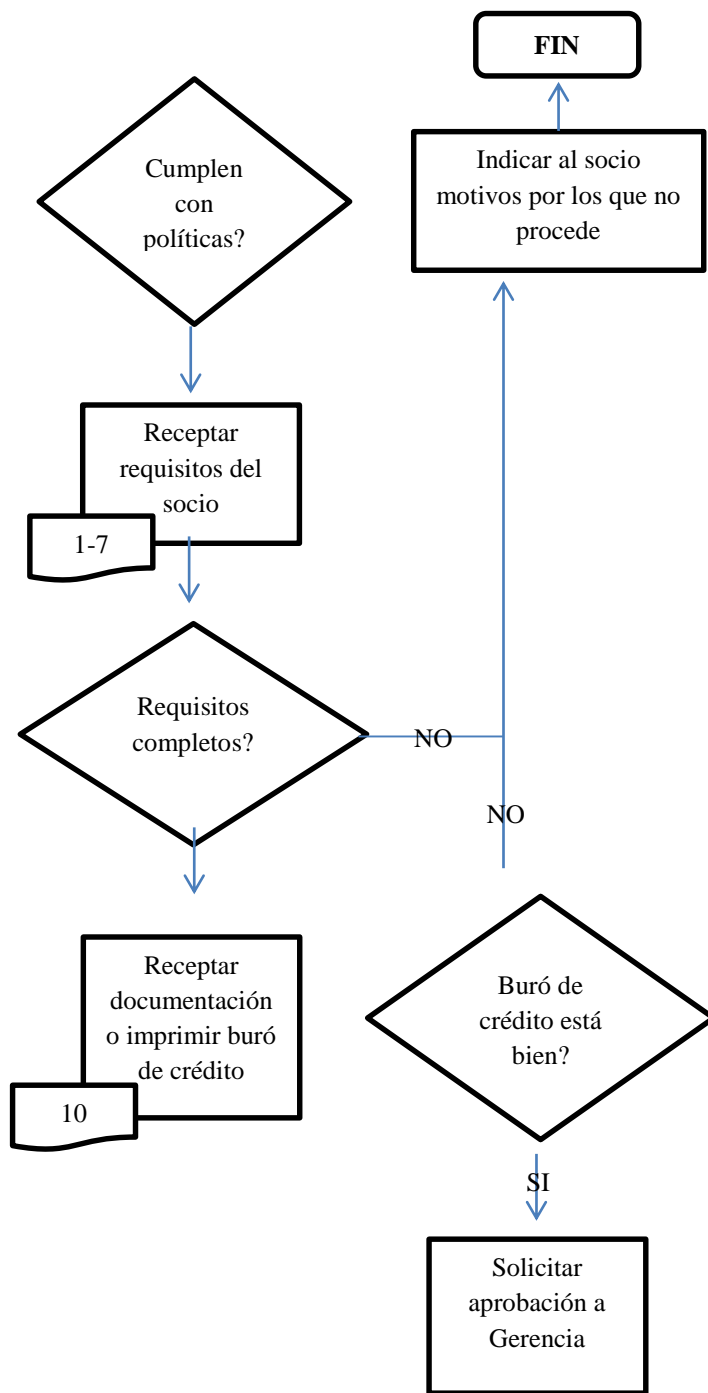 FIN
Indicar al socio
motivos por los que no
procede
Cumplen
con
políticas?
Receptar
requisitos del
socio
1-7
Requisitos
completos?
NO
NO
Receptar
documentación
o imprimir buró
de crédito
10
Buró de
crédito está
bien?
SI
Solicitar
aprobación a
Gerencia